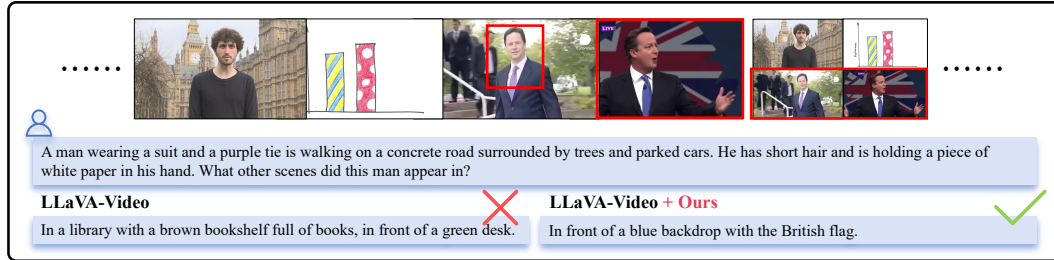 LIVE
A man wearing a suit and a purple tie is walking on a concrete road surrounded by trees and parked cars. He has short hair and is holding a piece of
white paper in his hand. What other scenes did this man appear in?
LLaVA-Video
LLaVA-Video + Ours
In a library with a brown bookshelf full of books, in front of a green desk.
In front of a blue backdrop with the British flag.